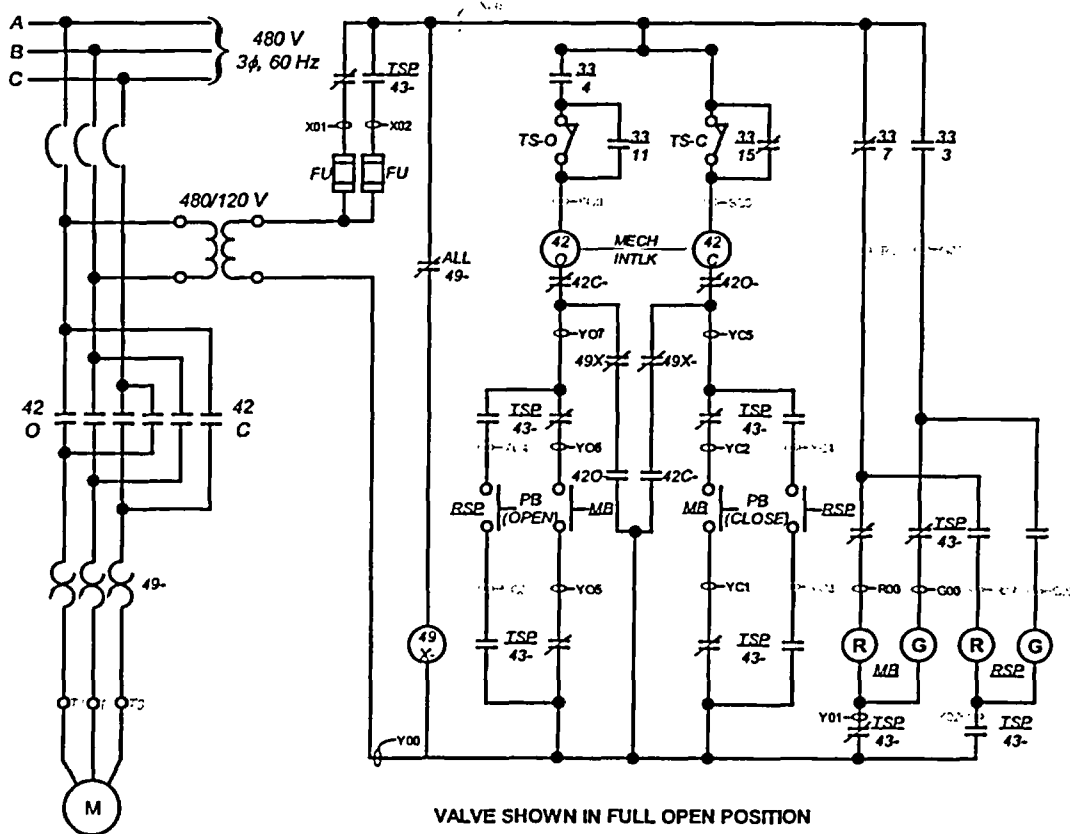 A
B
C
480 V
3ϕ, 60 Hz
TSP
43-
X01
X02
FU
FU
480/120 V
ALL
49-
33
4
TS-O
33
11
TS-C
33
15
33
7
33
3
42
O
MECH
INTLK
42
C
42C-
42O-
YO7
YC5
49X-
49X-
42
O
42
C
TSP
43-
TSP
43-
YO6
YC2
42O-
42C-
RSP
PB
(OPEN)
MB
MB
PB
(CLOSE)
RSP
TSP
43-
49-
YO5
YC1
R00
G00
49
X-
TSP
43-
TSP
43-
R
G
R
G
MB
RSP
Y01
TSP
43-
TSP
43-
Y00
M
VALVE SHOWN IN FULL OPEN POSITION